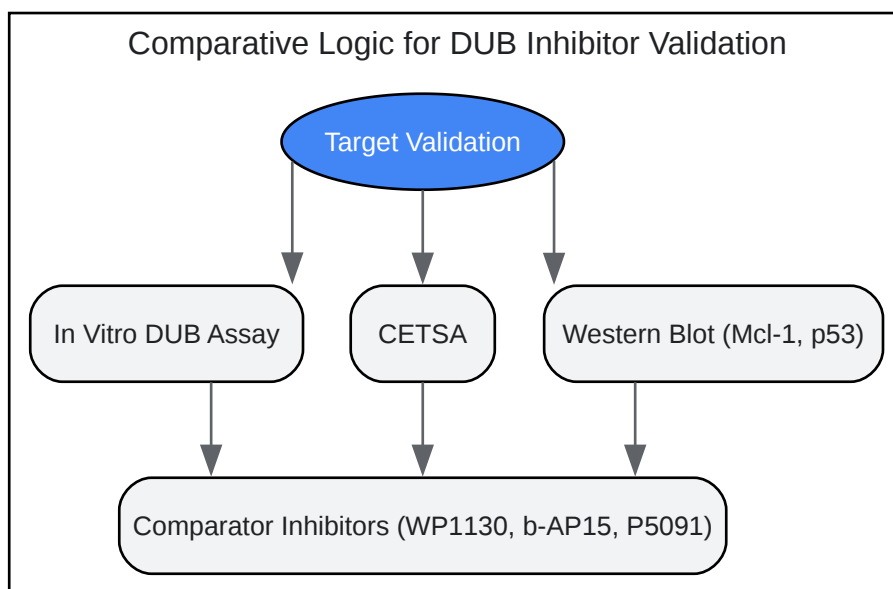 Comparative Logic for DUB Inhibitor Validation
Target Validation
In Vitro DUB Assay
CETSA
Western Blot (Mcl-1, p53)
Comparator Inhibitors (WP1130, b-AP15, P5091)